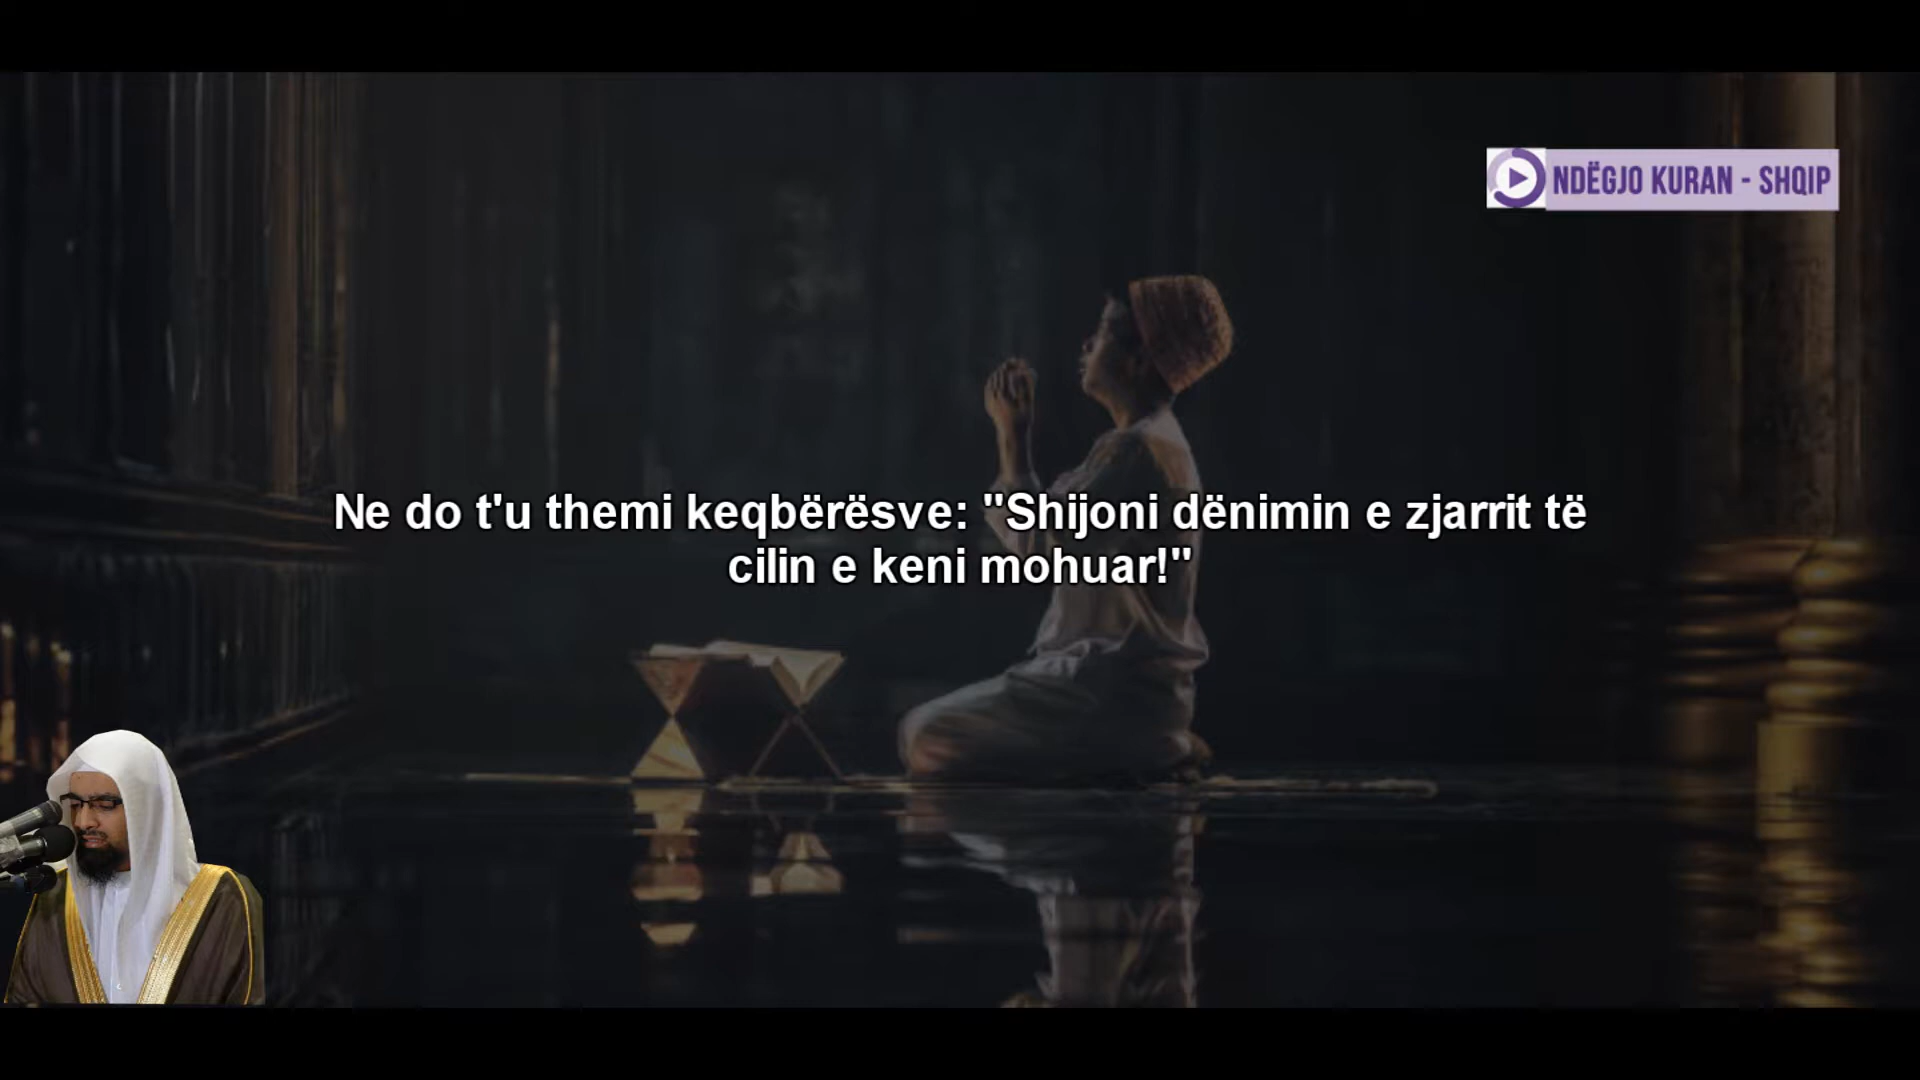 NDËGJO KURAN - SHQIP
Ne do t'u themi keqbërësve: "Shijoni dënimin e zjarrit të
cilin e keni mohuar!"